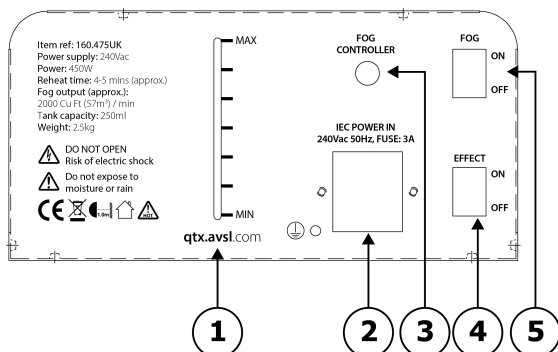 Item ref: 160.475UK
Power supply: 240Vac
Power: 450W
Reheat time: 4-5 mins (approx.)
Fog output (approx.):
2000 Cu Ft (57m³) / min
Tank capacity: 250ml
Weight: 2.5kg
DO NOT OPEN
Risk of electric shock
Do not expose to
moisture or rain
CE
1.0m
HOT
MAX
MIN
qtx.avsl.com
FOG
CONTROLLER
IEC POWER IN
240Vac 50Hz, FUSE: 3A
FOG
ON
OFF
EFFECT
ON
OFF
1
2
3
4
5